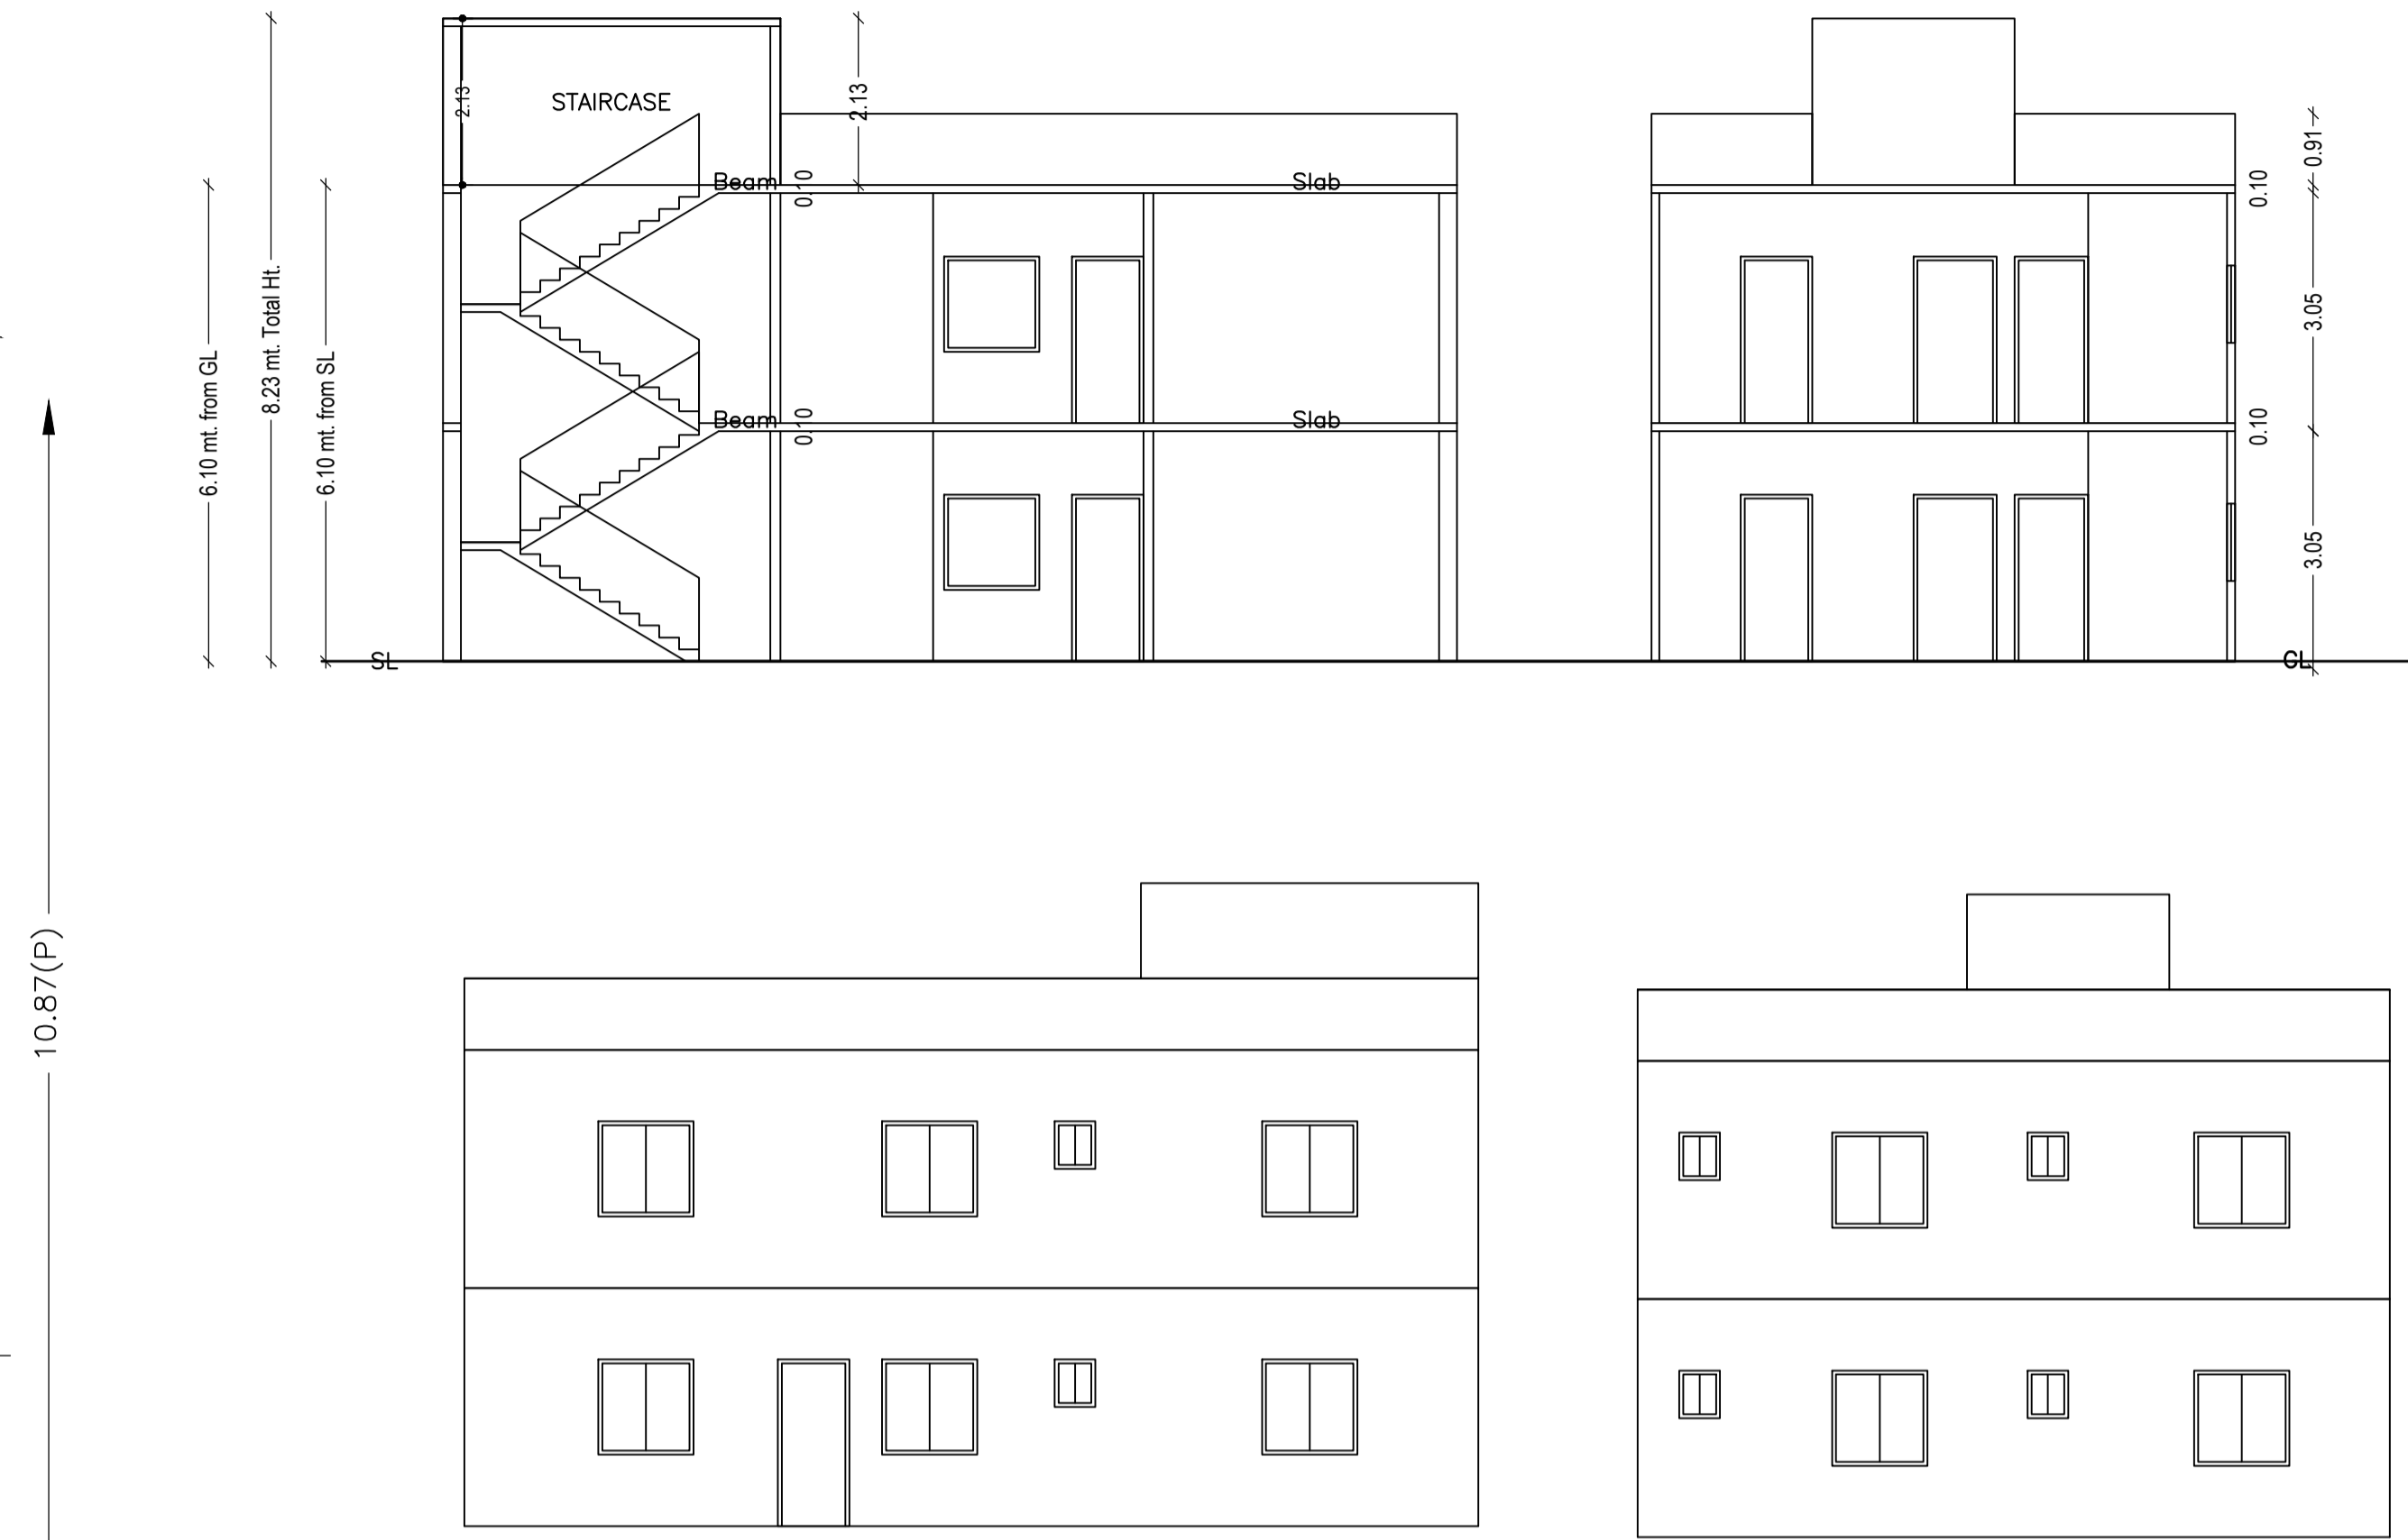 6.10 mt. from GL
8.23 mt. Total Ht.
6.10 mt. from SL
2.13
STAIRCASE
2.13
Beam
0.10
Slab
Beam
0.10
Slab
SL
0.91
0.10
3.05
0.10
3.05
GL
10.87(P)